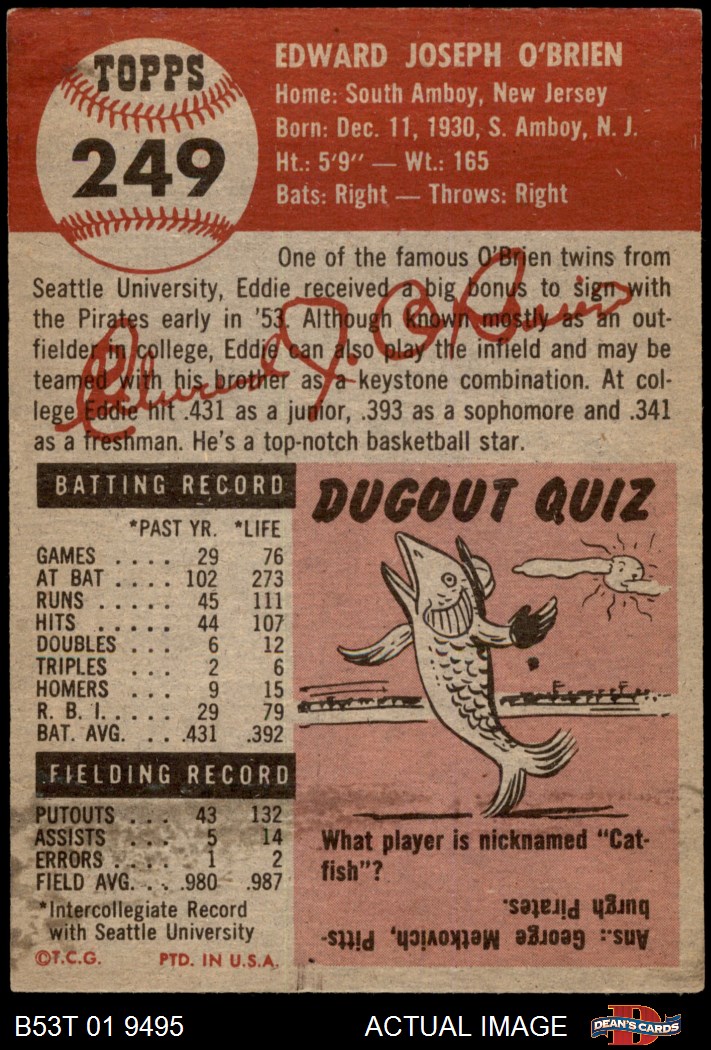 TOPPS
249
EDWARD JOSEPH O'BRIEN
Home: South Amboy, New Jersey
Born: Dec. 11, 1930, S. Amboy, N. J.
Ht.: 5'9" — Wt.: 165
Bats: Right — Throws: Right
One of the famous O'Brien twins from
Seattle University, Eddie received a big bonus to sign with
the Pirates early in '53. Although known mostly as an out-
fielder in college, Eddie can also play the infield and may be
teamed with his brother as a keystone combination. At col-
lege Eddie hit .431 as a junior, .393 as a sophomore and .341
as a freshman. He's a top-notch basketball star.
Edward J. O'Brien
BATTING RECORD
*PAST YR. *LIFE
GAMES .... 29 76
AT BAT .... 102 273
RUNS ..... 45 111
HITS ..... 44 107
DOUBLES ... 6 12
TRIPLES ... 2 6
HOMERS ... 9 15
R. B. I. ..... 29 79
BAT. AVG. .. .431 .392
FIELDING RECORD
PUTOUTS ... 43 132
ASSISTS ... 5 14
ERRORS .... 1 2
FIELD AVG. .. .980 .987
*Intercollegiate Record
with Seattle University
©T.C.G. PTD. IN U.S.A.
DUGOUT QUIZ
What player is nicknamed "Cat-
fish"?
Ans.: George Metkovich, Pitts-
burgh Pirates.
B53T 01 9495 ACTUAL IMAGE
D
DEAN'S CARDS